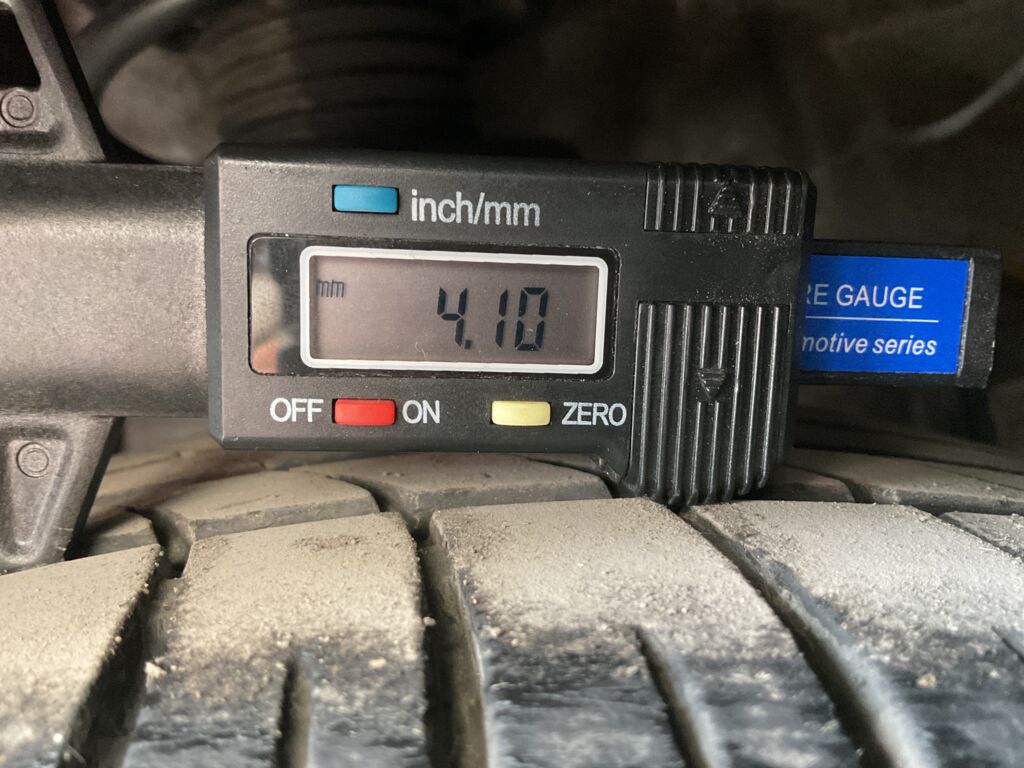 inch/mm
mm
4.10
RE GAUGE
motive series
OFF ON ZERO